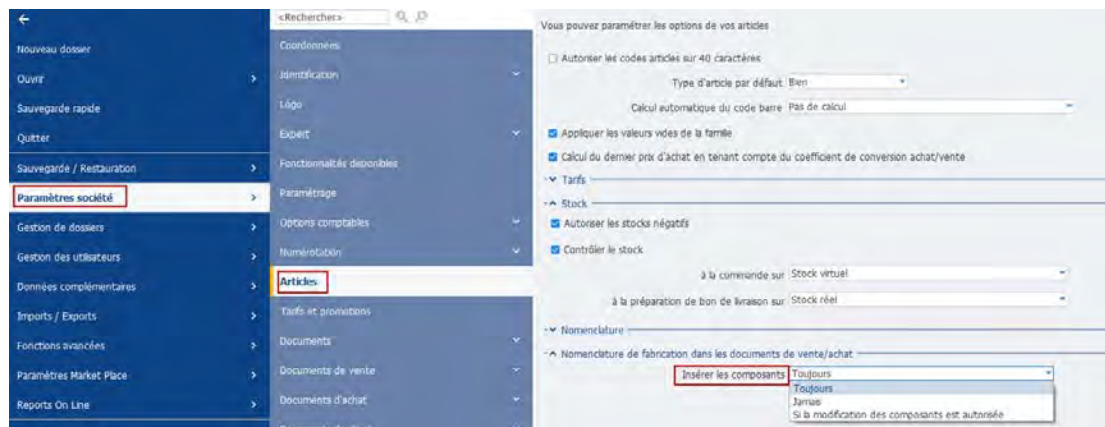 Nouveau dossier
Ouvrir
Sauvegarde rapide
Quitter
Sauvegarde / Restauration
Paramètres société
Gestion de dossiers
Gestion des utilisateurs
Données complémentaires
Imports / Exports
Fonctions avancées
Paramètres Market Place
Reports On Line
<Rechercher>
Coordonnées
Identification
Logo
Expert
Fonctionnalités disponibles
Paramétrage
Options comptables
Numérotation
Articles
Tarifs et promotions
Documents
Documents de vente
Documents d'achat
Vous pouvez paramétrer les options de vos articles
Autoriser les codes articles sur 40 caractères
Type d'article par défaut Bien
Calcul automatique du code barre Pas de calcul
Appliquer les valeurs vides de la famille
Calcul du dernier prix d'achat en tenant compte du coefficient de conversion achat/vente
Tarifs
Stock
Autoriser les stocks négatifs
Contrôler le stock
à la commande sur Stock virtuel
à la préparation de bon de livraison sur Stock réel
Nomenclature
Nomenclature de fabrication dans les documents de vente/achat
Insérer les composants Toujours
Toujours
Jamais
Si la modification des composants est autorisée